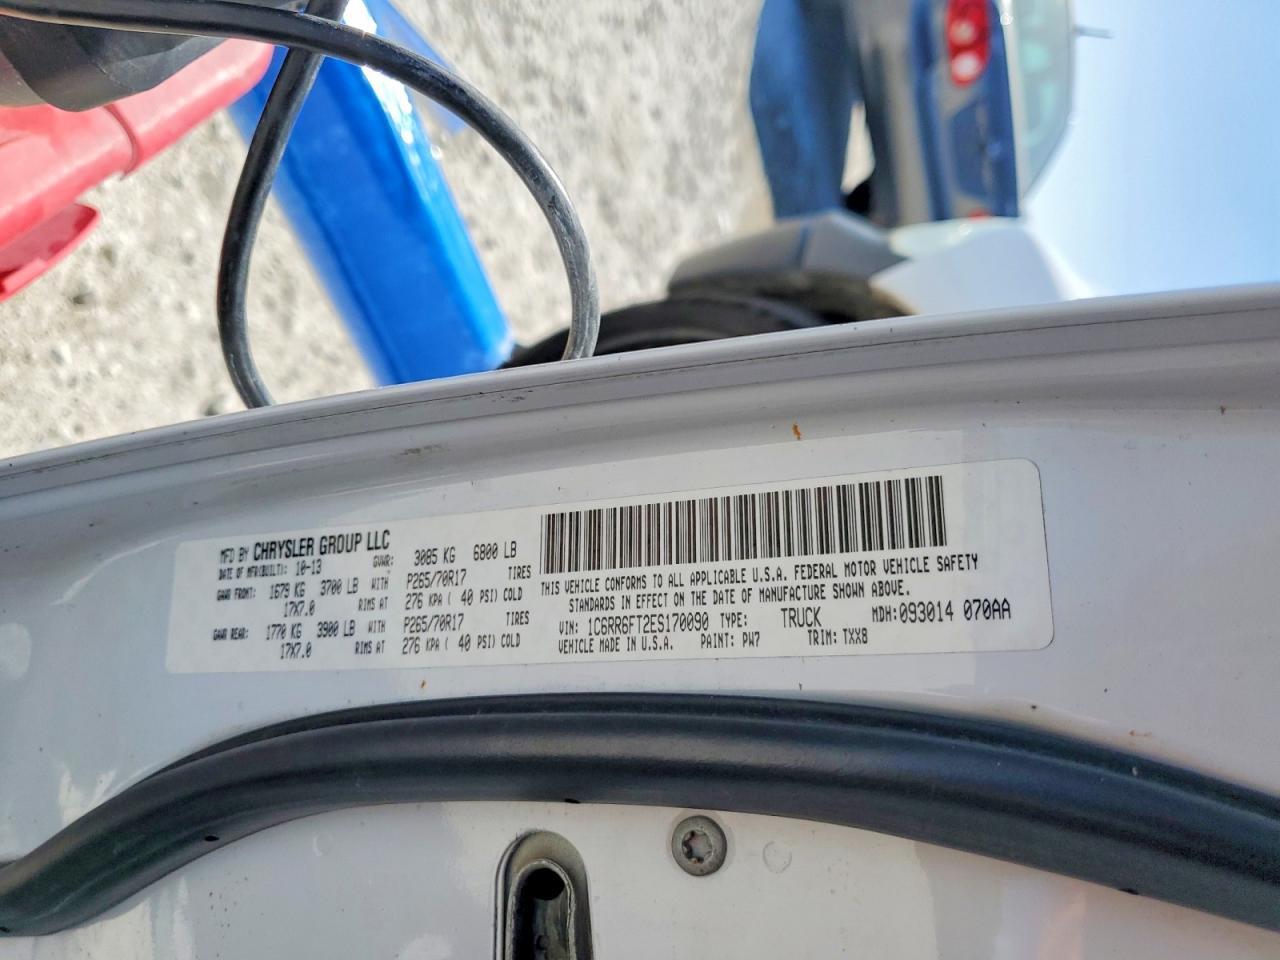 MFD BY CHRYSLER GROUP LLC
DATE OF MFR(BUILT): 10-13 GVWR: 3085 KG 6800 LB
GAWR FRONT: 1679 KG 3700 LB WITH P265/70R17 TIRES
17X7.0 RIMS AT 276 KPA ( 40 PSI) COLD
GAWR REAR: 1770 KG 3900 LB WITH P265/70R17 TIRES
17X7.0 RIMS AT 276 KPA ( 40 PSI) COLD
THIS VEHICLE CONFORMS TO ALL APPLICABLE U.S.A. FEDERAL MOTOR VEHICLE SAFETY
STANDARDS IN EFFECT ON THE DATE OF MANUFACTURE SHOWN ABOVE.
VIN: 1C6RR6FT2ES170090 TYPE: TRUCK MDH: 093014 070AA
VEHICLE MADE IN U.S.A. PAINT: PW7 TRIM: TXX8